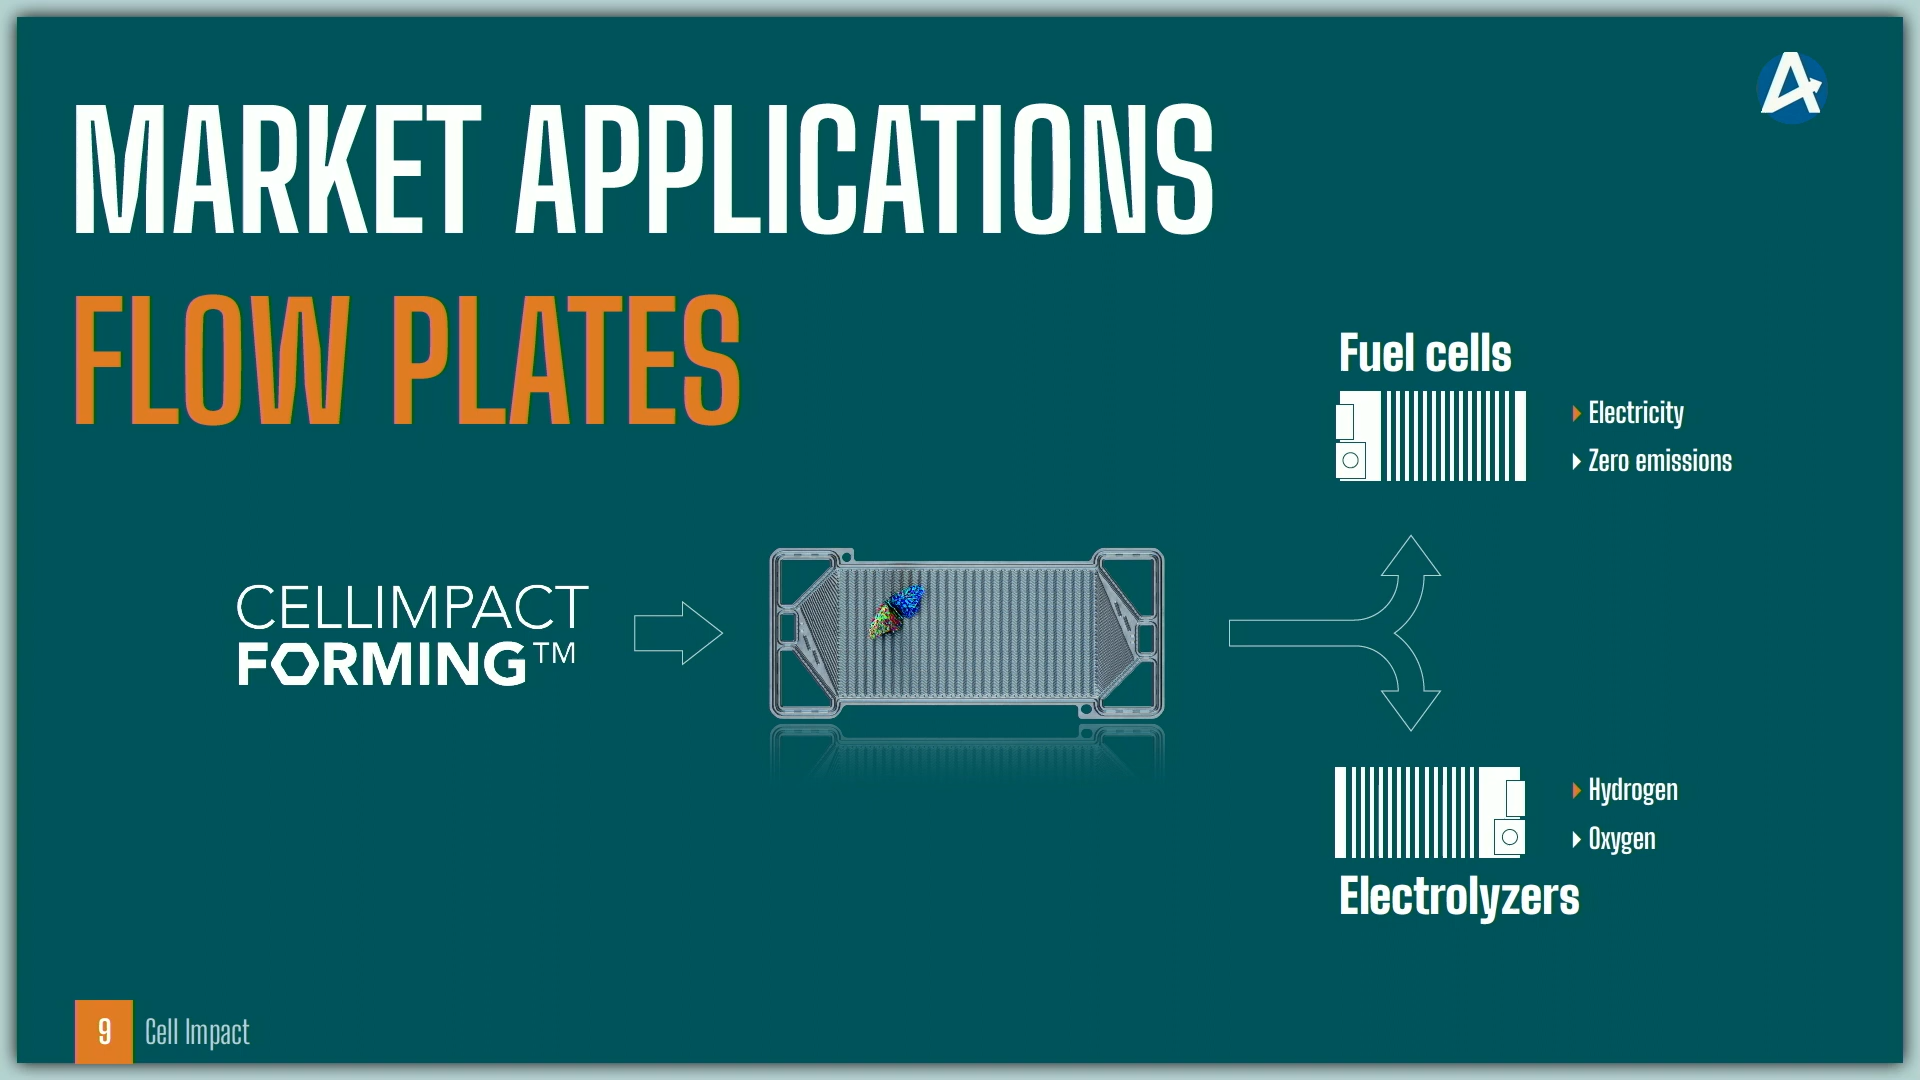 MARKET APPLICATIONS
FLOW PLATES
Fuel cells
Electricity
Zero emissions
CELLIMPACT
FORMING™
Hydrogen
Oxygen
Electrolyzers
9 Cell Impact